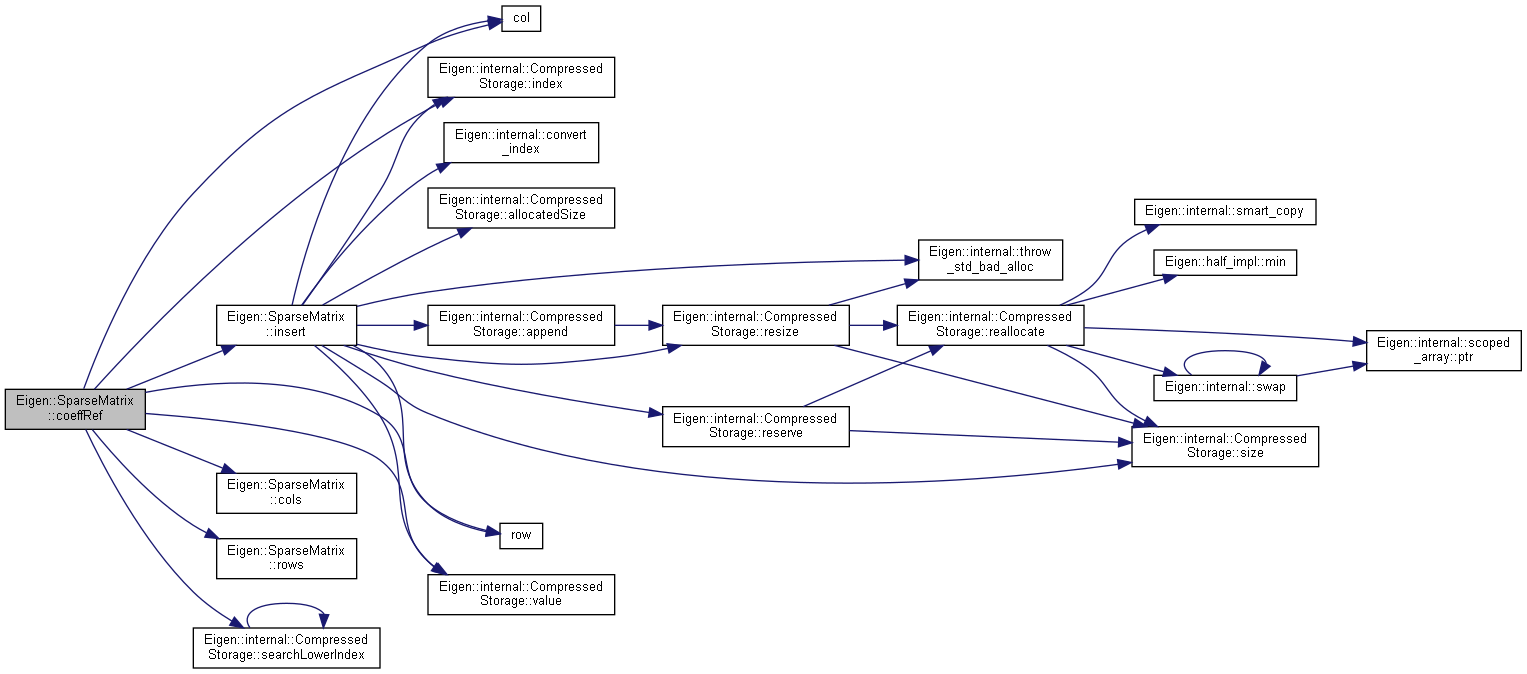 col
Eigen::internal::Compressed
Storage::index
Eigen::internal::convert
_index
Eigen::internal::Compressed
Storage::allocatedSize
Eigen::internal::smart_copy
Eigen::internal::throw
_std_bad_alloc
Eigen::half_impl::min
Eigen::SparseMatrix
::insert
Eigen::internal::Compressed
Storage::append
Eigen::internal::Compressed
Storage::resize
Eigen::internal::Compressed
Storage::reallocate
Eigen::internal::scoped
_array::ptr
Eigen::internal::swap
Eigen::SparseMatrix
::coeffRef
Eigen::internal::Compressed
Storage::reserve
Eigen::internal::Compressed
Storage::size
Eigen::SparseMatrix
::cols
row
Eigen::SparseMatrix
::rows
Eigen::internal::Compressed
Storage::value
Eigen::internal::Compressed
Storage::searchLowerIndex